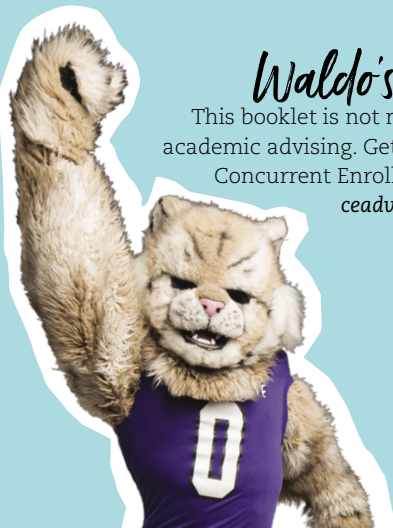 Waldo's
This booklet is not
academic advising. Get
Concurrent Enroll
ceadv
0